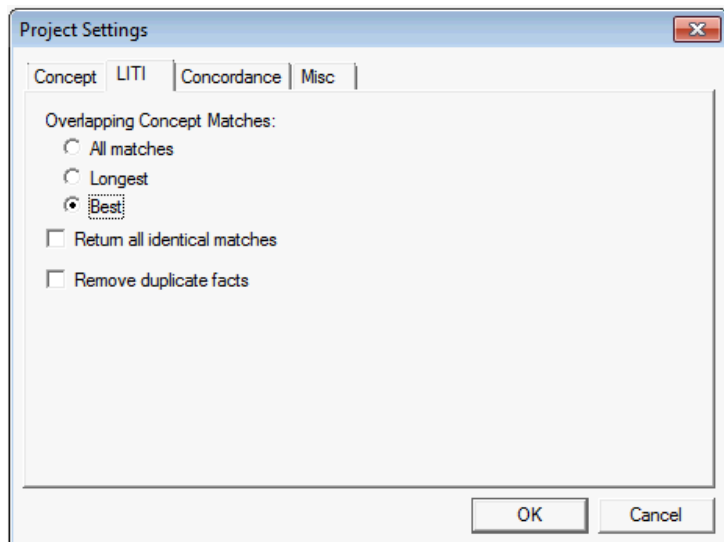 Project Settings
Concept LITI Concordance Misc
Overlapping Concept Matches:
All matches
Longest
Best
Return all identical matches
Remove duplicate facts
OK Cancel